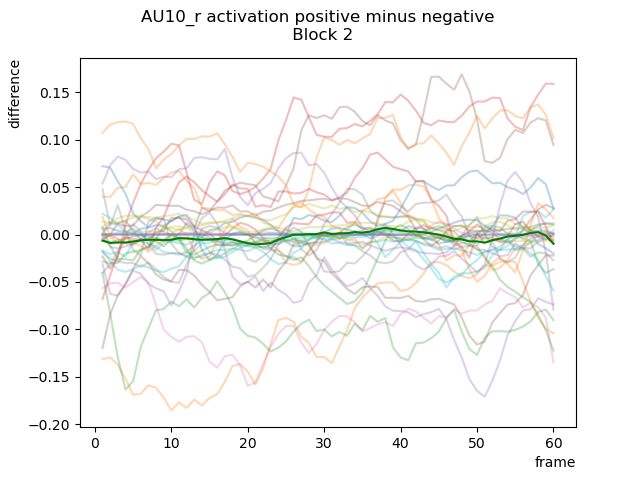 AU10_r activation positive minus negative
Block 2
difference
0.15
0.10
0.05
0.00
−0.05
−0.10
−0.15
−0.20
0 10 20 30 40 50 60
frame